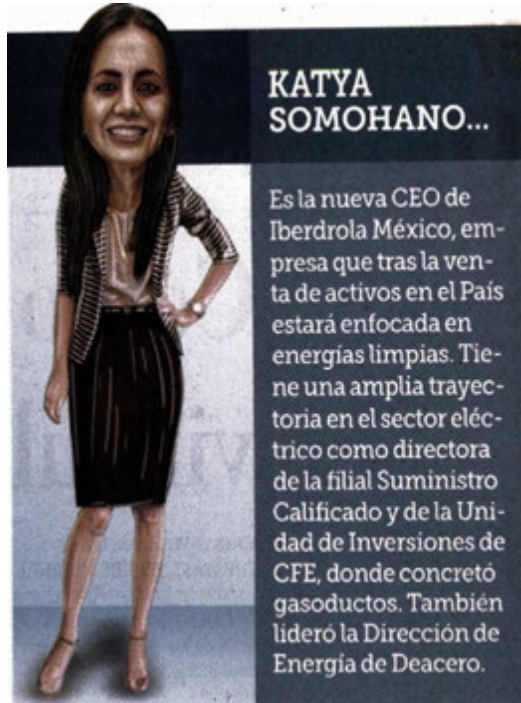 KATYA
SOMOHANO...
Es la nueva CEO de
Iberdrola México, em-
presa que tras la ven-
ta de activos en el País
estará enfocada en
energías limpias. Tie-
ne una amplia trayec-
toria en el sector eléc-
trico como directora
de la filial Suministro
Calificado y de la Uni-
dad de Inversiones de
CFE, donde concretó
gasoductos. También
lideró la Dirección de
Energía de Deacero.